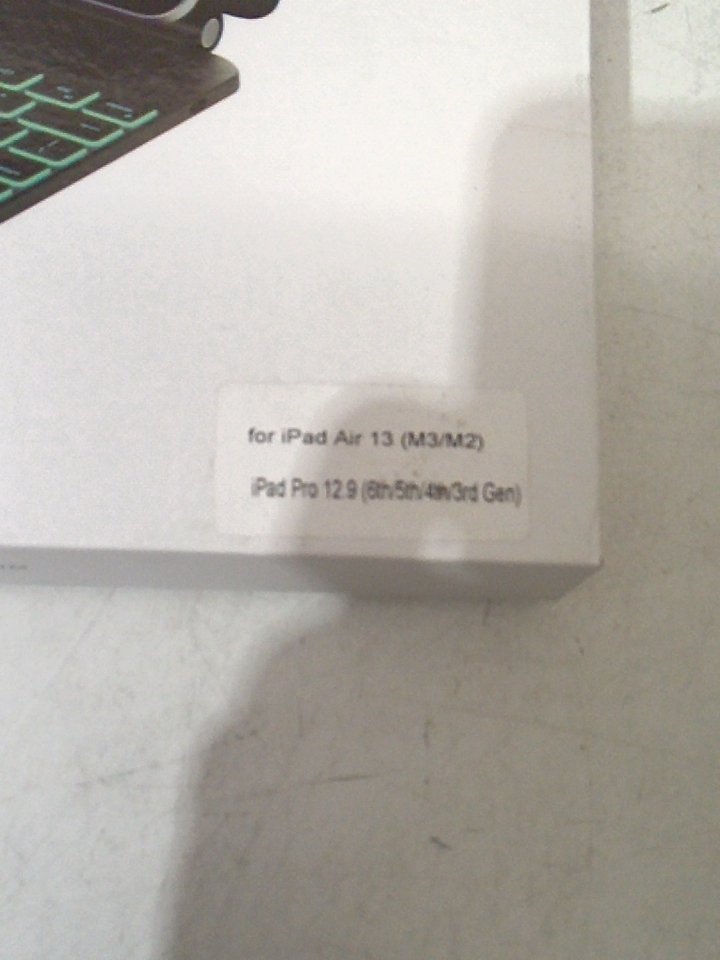 for iPad Air 13 (M3/M2)
iPad Pro 12.9 (6th/5th/4th/3rd Gen)